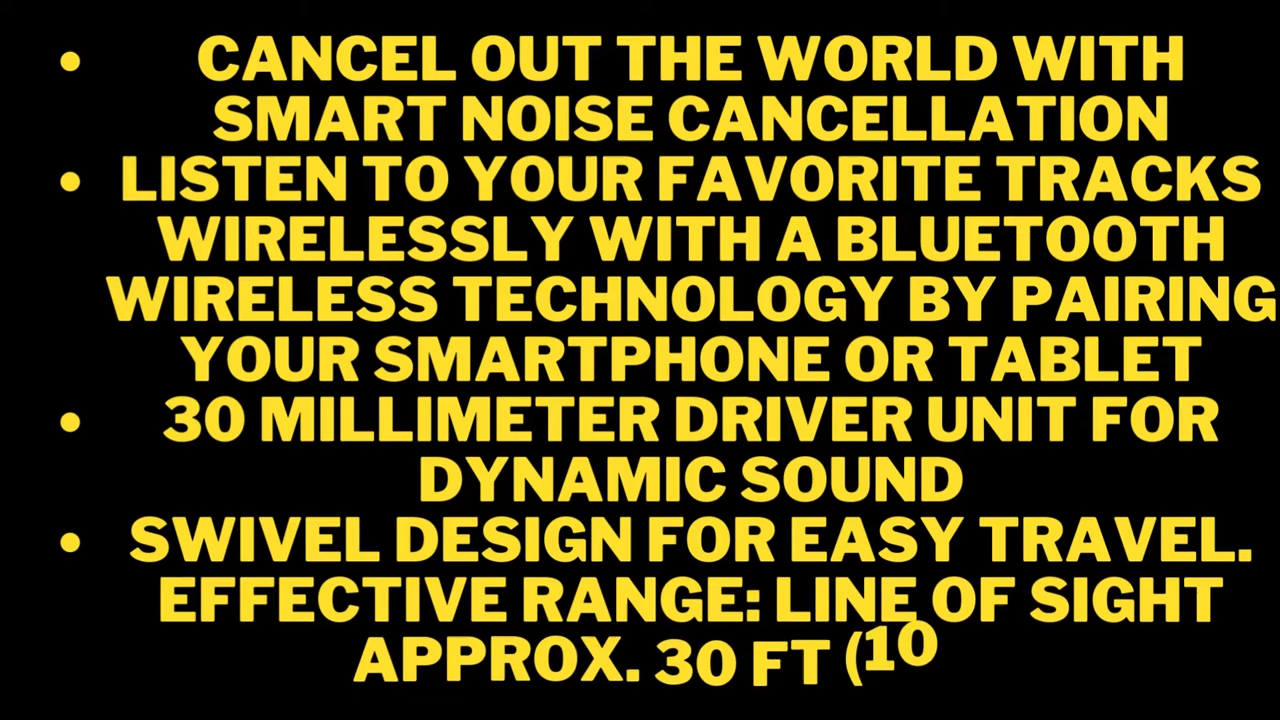 • CANCEL OUT THE WORLD WITH
SMART NOISE CANCELLATION
• LISTEN TO YOUR FAVORITE TRACKS
WIRELESSLY WITH A BLUETOOTH
WIRELESS TECHNOLOGY BY PAIRING
YOUR SMARTPHONE OR TABLET
• 30 MILLIMETER DRIVER UNIT FOR
DYNAMIC SOUND
• SWIVEL DESIGN FOR EASY TRAVEL.
EFFECTIVE RANGE: LINE OF SIGHT
APPROX. 30 FT (10